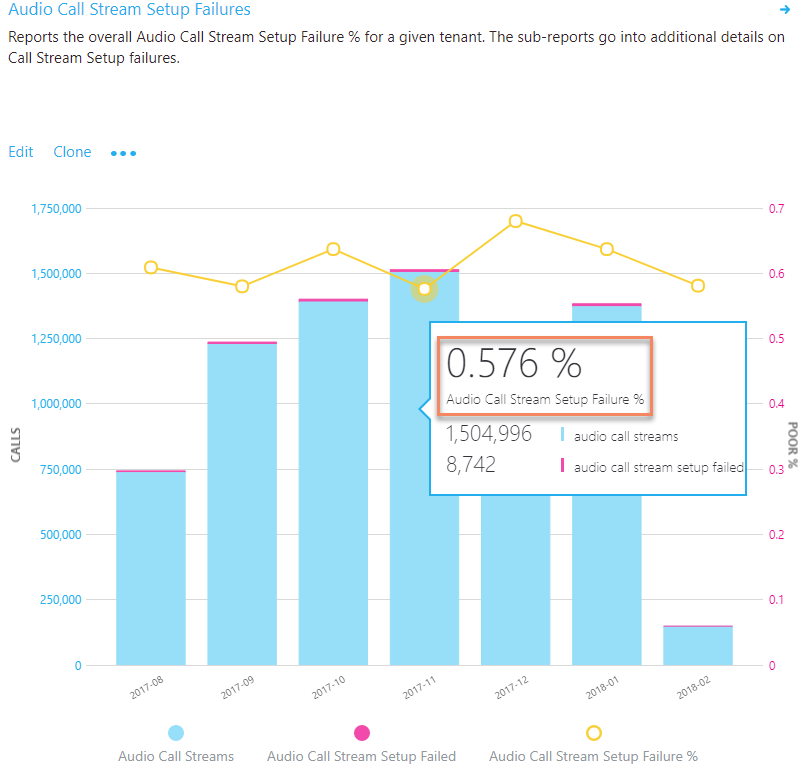 Audio Call Stream Setup Failures
Reports the overall Audio Call Stream Setup Failure % for a given tenant. The sub-reports go into additional details on
Call Stream Setup failures.
Edit Clone
1,750,000
0.7
1,500,000
0.6
1,250,000
0.5
0.576 %
Audio Call Stream Setup Failure %
1,000,000
0.4
1,504,996 audio call streams
CALLS
POOR %
8,742 audio call stream setup failed
750,000
0.3
500,000
0.2
250,000
0.1
0
0
2017-08 2017-09 2017-10 2017-11 2017-12 2018-01 2018-02
Audio Call Streams Audio Call Stream Setup Failed Audio Call Stream Setup Failure %